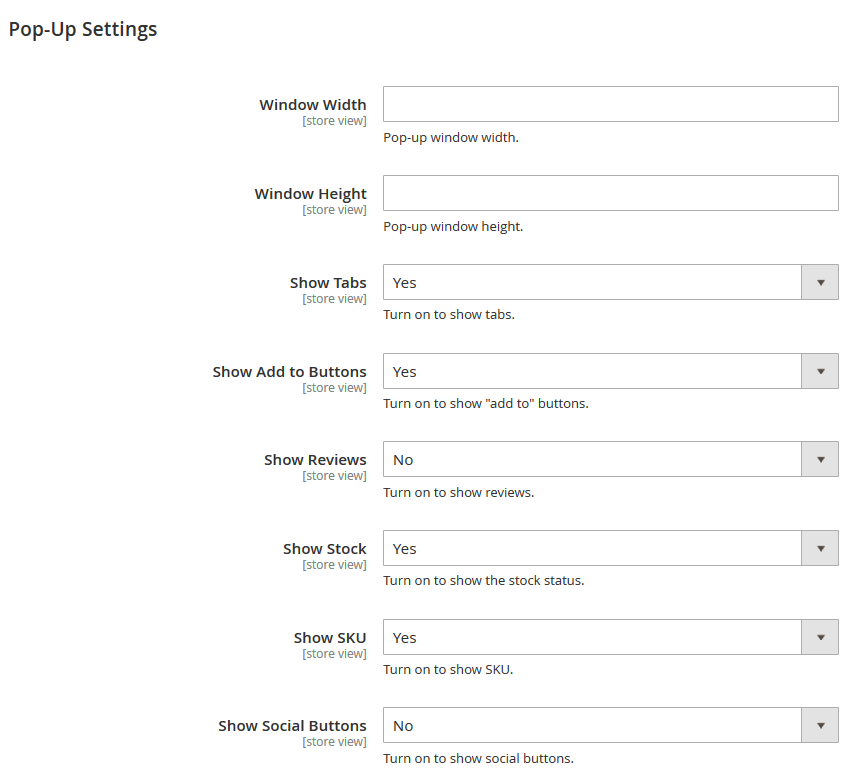 Pop-Up Settings
Window Width
[store view]
Pop-up window width.
Window Height
[store view]
Pop-up window height.
Show Tabs
[store view]
Yes
Turn on to show tabs.
Show Add to Buttons
[store view]
Yes
Turn on to show "add to" buttons.
Show Reviews
[store view]
No
Turn on to show reviews.
Show Stock
[store view]
Yes
Turn on to show the stock status.
Show SKU
[store view]
Yes
Turn on to show SKU.
Show Social Buttons
[store view]
No
Turn on to show social buttons.